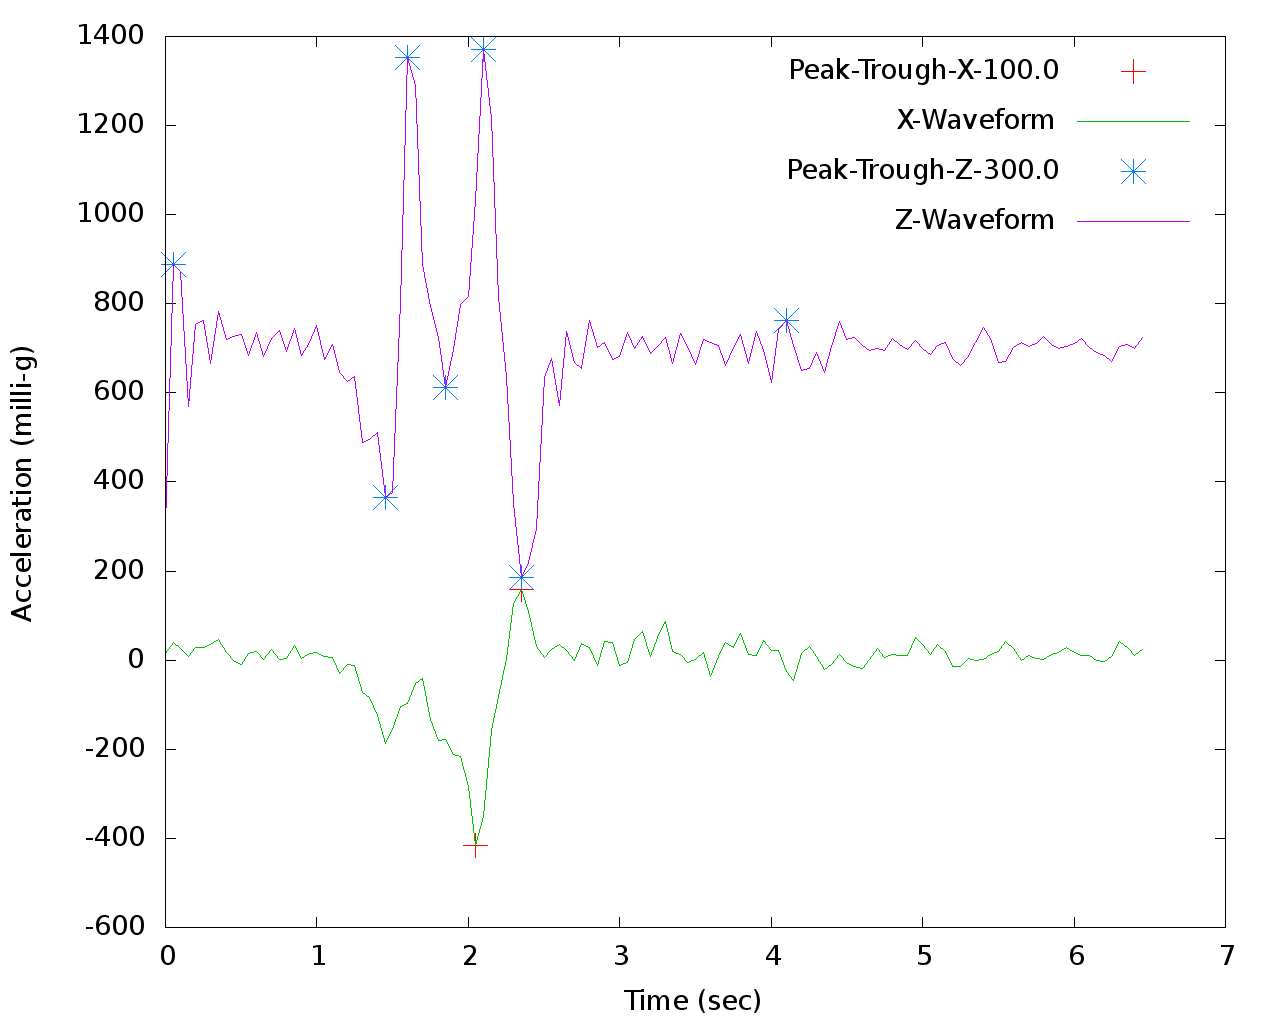 1400
1200
1000
800
600
400
200
0
-200
-400
-600
0 1 2 3 4 5 6 7
Acceleration (milli-g)
Time (sec)
Peak-Trough-X-100.0
X-Waveform
Peak-Trough-Z-300.0
Z-Waveform